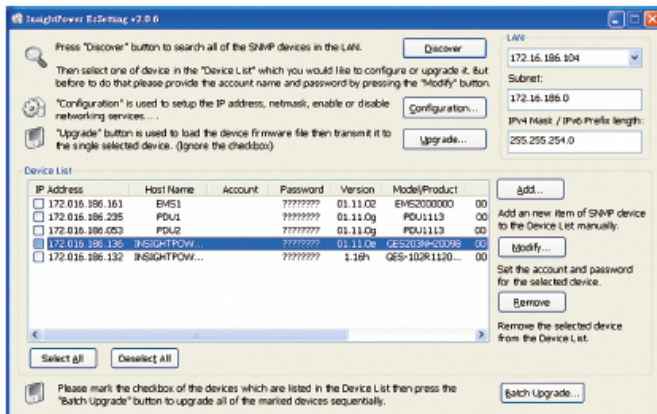 InsightPower EzSetting v2.0.6
Press "Discover" button to search all of the SNMP devices in the LAN.
Discover
Then select one of device in the "Device List" which you would like to configure or upgrade it. But
before to do that please provide the account name and password by pressing the "Modify" button.
"Configuration" is used to setup the IP address, netmask, enable or disable
networking services... .
Configuration...
"Upgrade" button is used to load the device firmware file then transmit it to
the single selected device. (Ignore the checkbox)
Upgrade...
LAN
172.16.186.104
Subnet:
172.16.186.0
IPv4 Mask / IPv6 Prefix length:
255.255.254.0
Device List
IP Address Host Name Account Password Version Model/Product
172.016.186.161 EMS1 ???????? 01.11.02 EMS2000000 00
172.016.186.235 PDU1 ???????? 01.11.0g PDU1113 00
172.016.186.053 PDU2 ???????? 01.11.0g PDU1113 00
172.016.186.136 INSIGHTPOW... ???????? 01.11.0e GES203NH20098 00
172.016.186.132 INSIGHTPOW... ???????? 1.16h GES-102R1120... 00
Add...
Add an new item of SNMP device
to the Device List manually.
Modify...
Set the account and password
for the selected device.
Remove
Remove the selected device
from the Device List.
Select All
Deselect All
Please mark the checkbox of the devices which are listed in the Device List then press the
"Batch Upgrade" button to upgrade all of the marked devices sequentially.
Batch Upgrade...